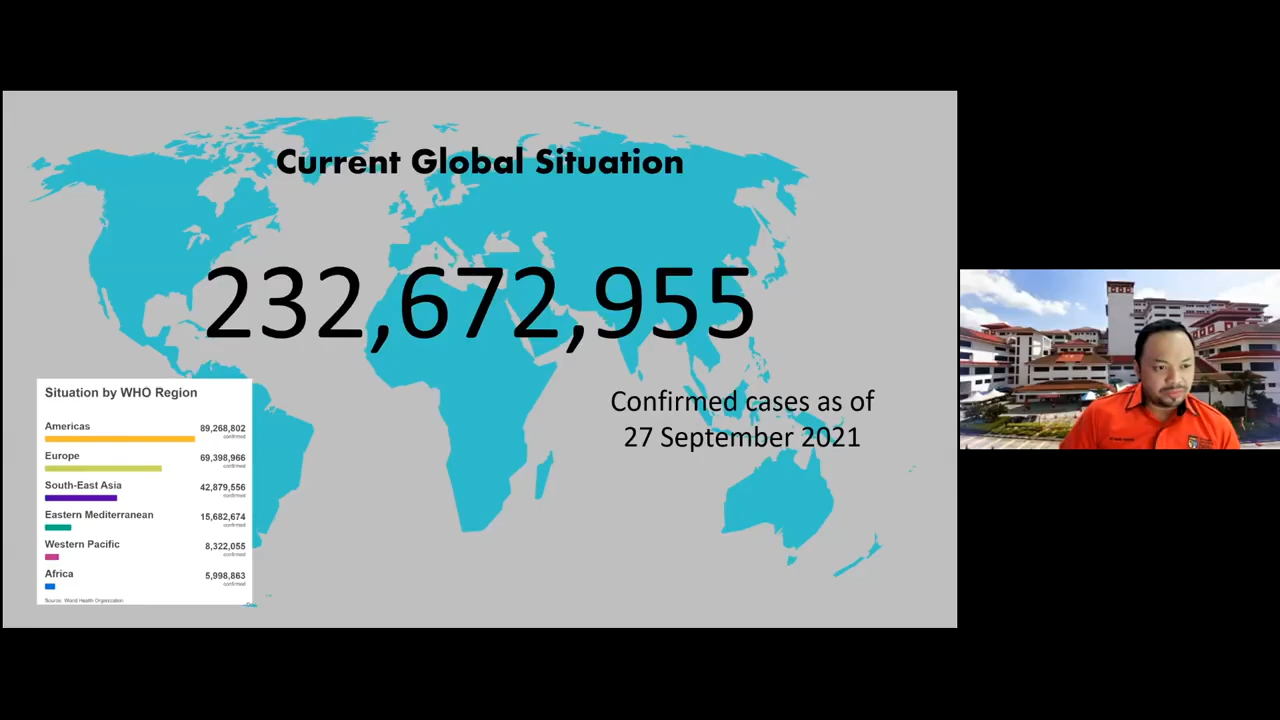 Current Global Situation
232,672,955
Confirmed cases as of
27 September 2021
Situation by WHO Region
Americas
89,268,802
confirmed
Europe
69,398,966
confirmed
South-East Asia
42,879,556
confirmed
Eastern Mediterranean
15,682,674
confirmed
Western Pacific
8,322,055
confirmed
Africa
5,998,863
confirmed
Source: World Health Organization